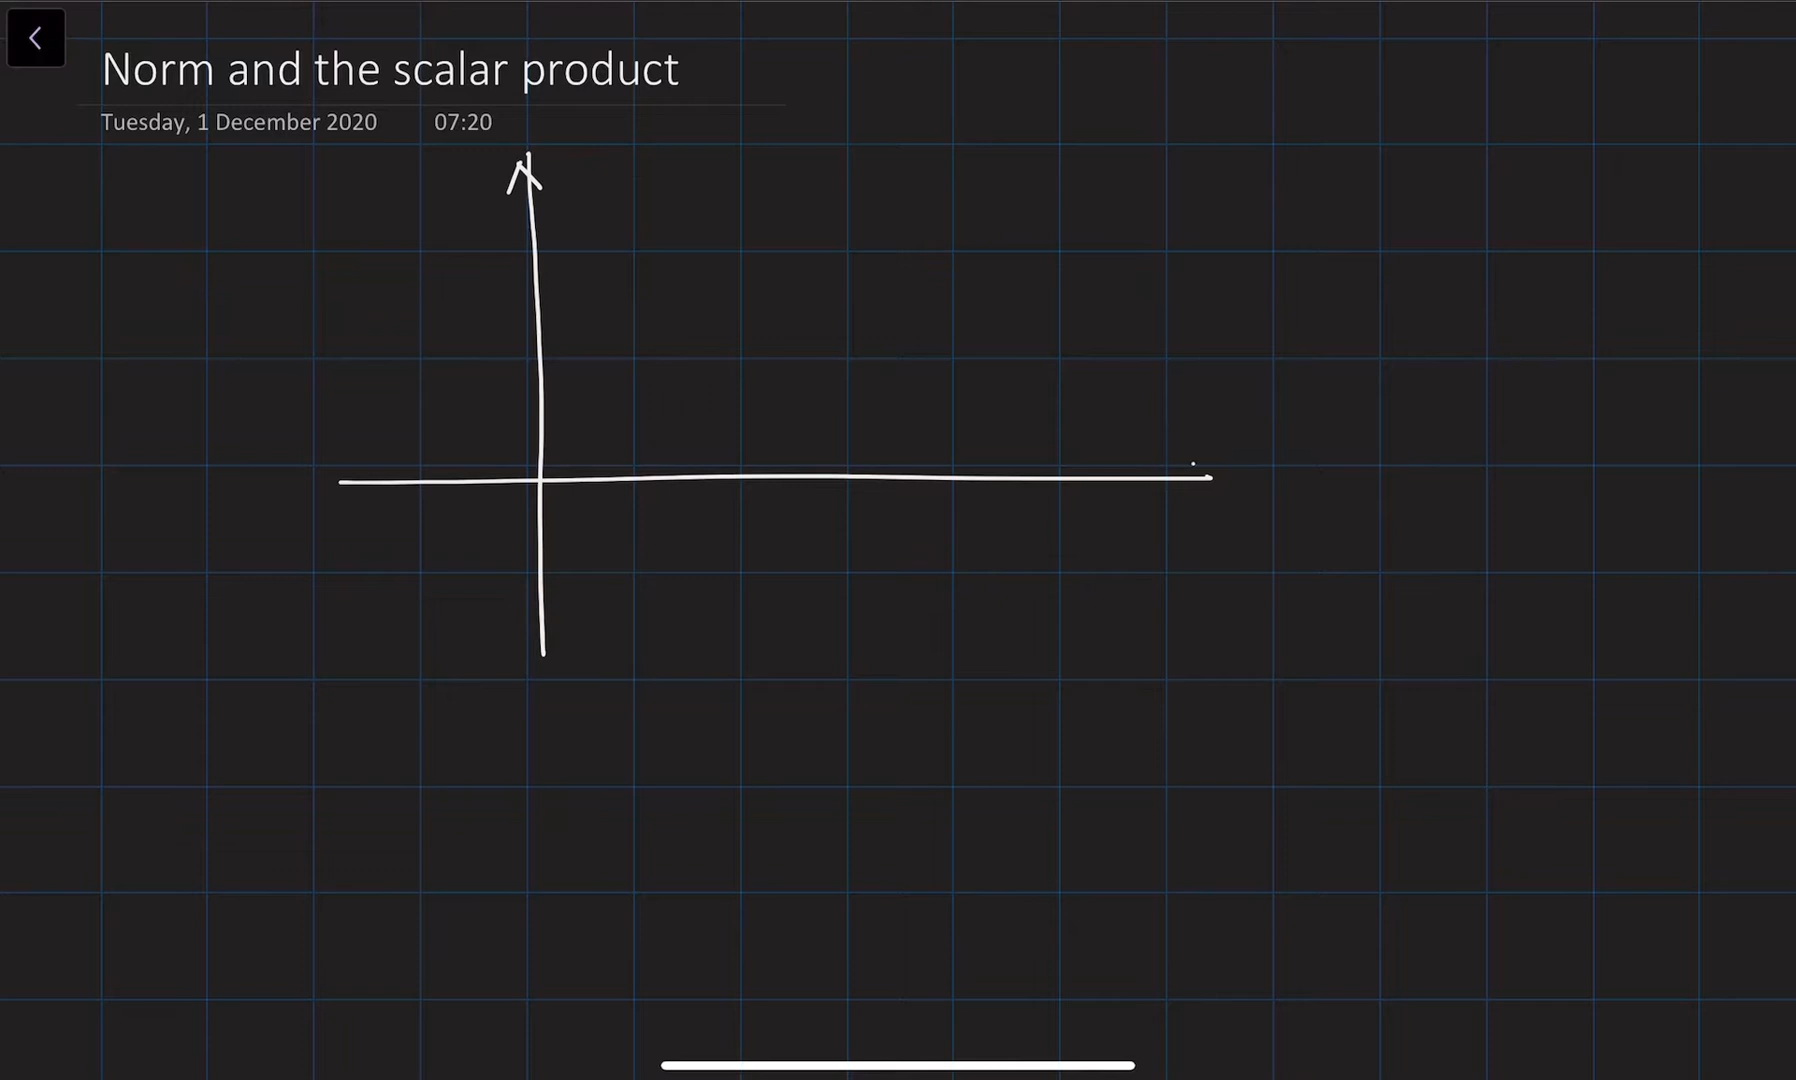 Norm and the scalar product
Tuesday, 1 December 2020 07:20